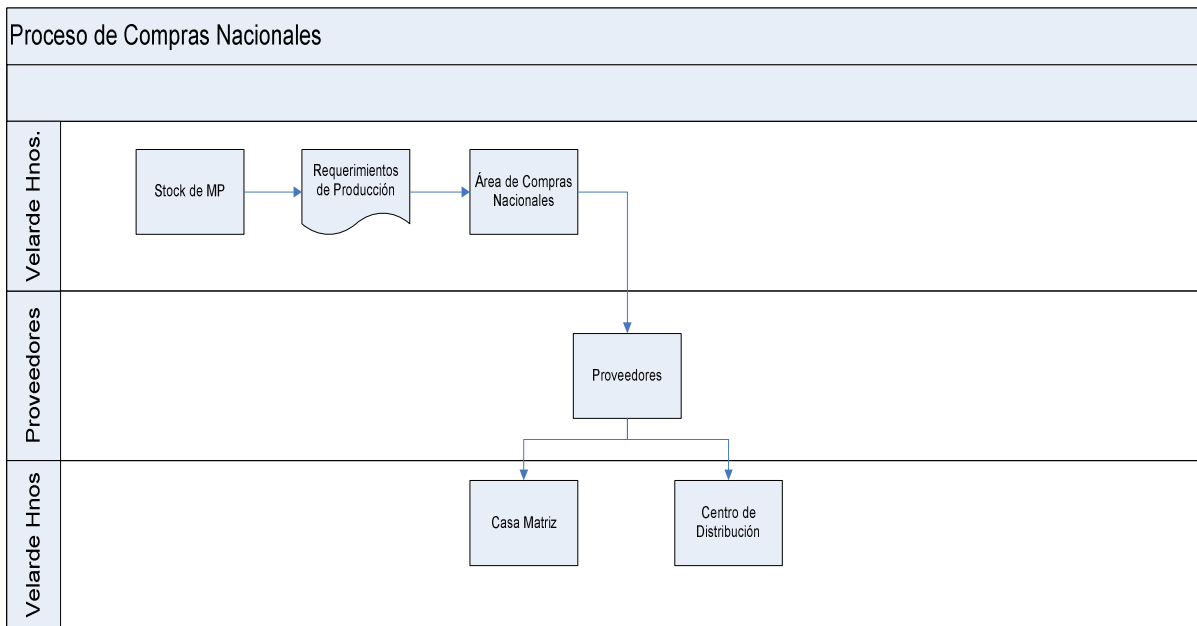 Proceso de Compras Nacionales
Velarde Hnos.
Stock de MP
Requerimientos
de Producción
Área de Compras
Nacionales
Proveedores
Proveedores
Velarde Hnos
Casa Matriz
Centro de
Distribución